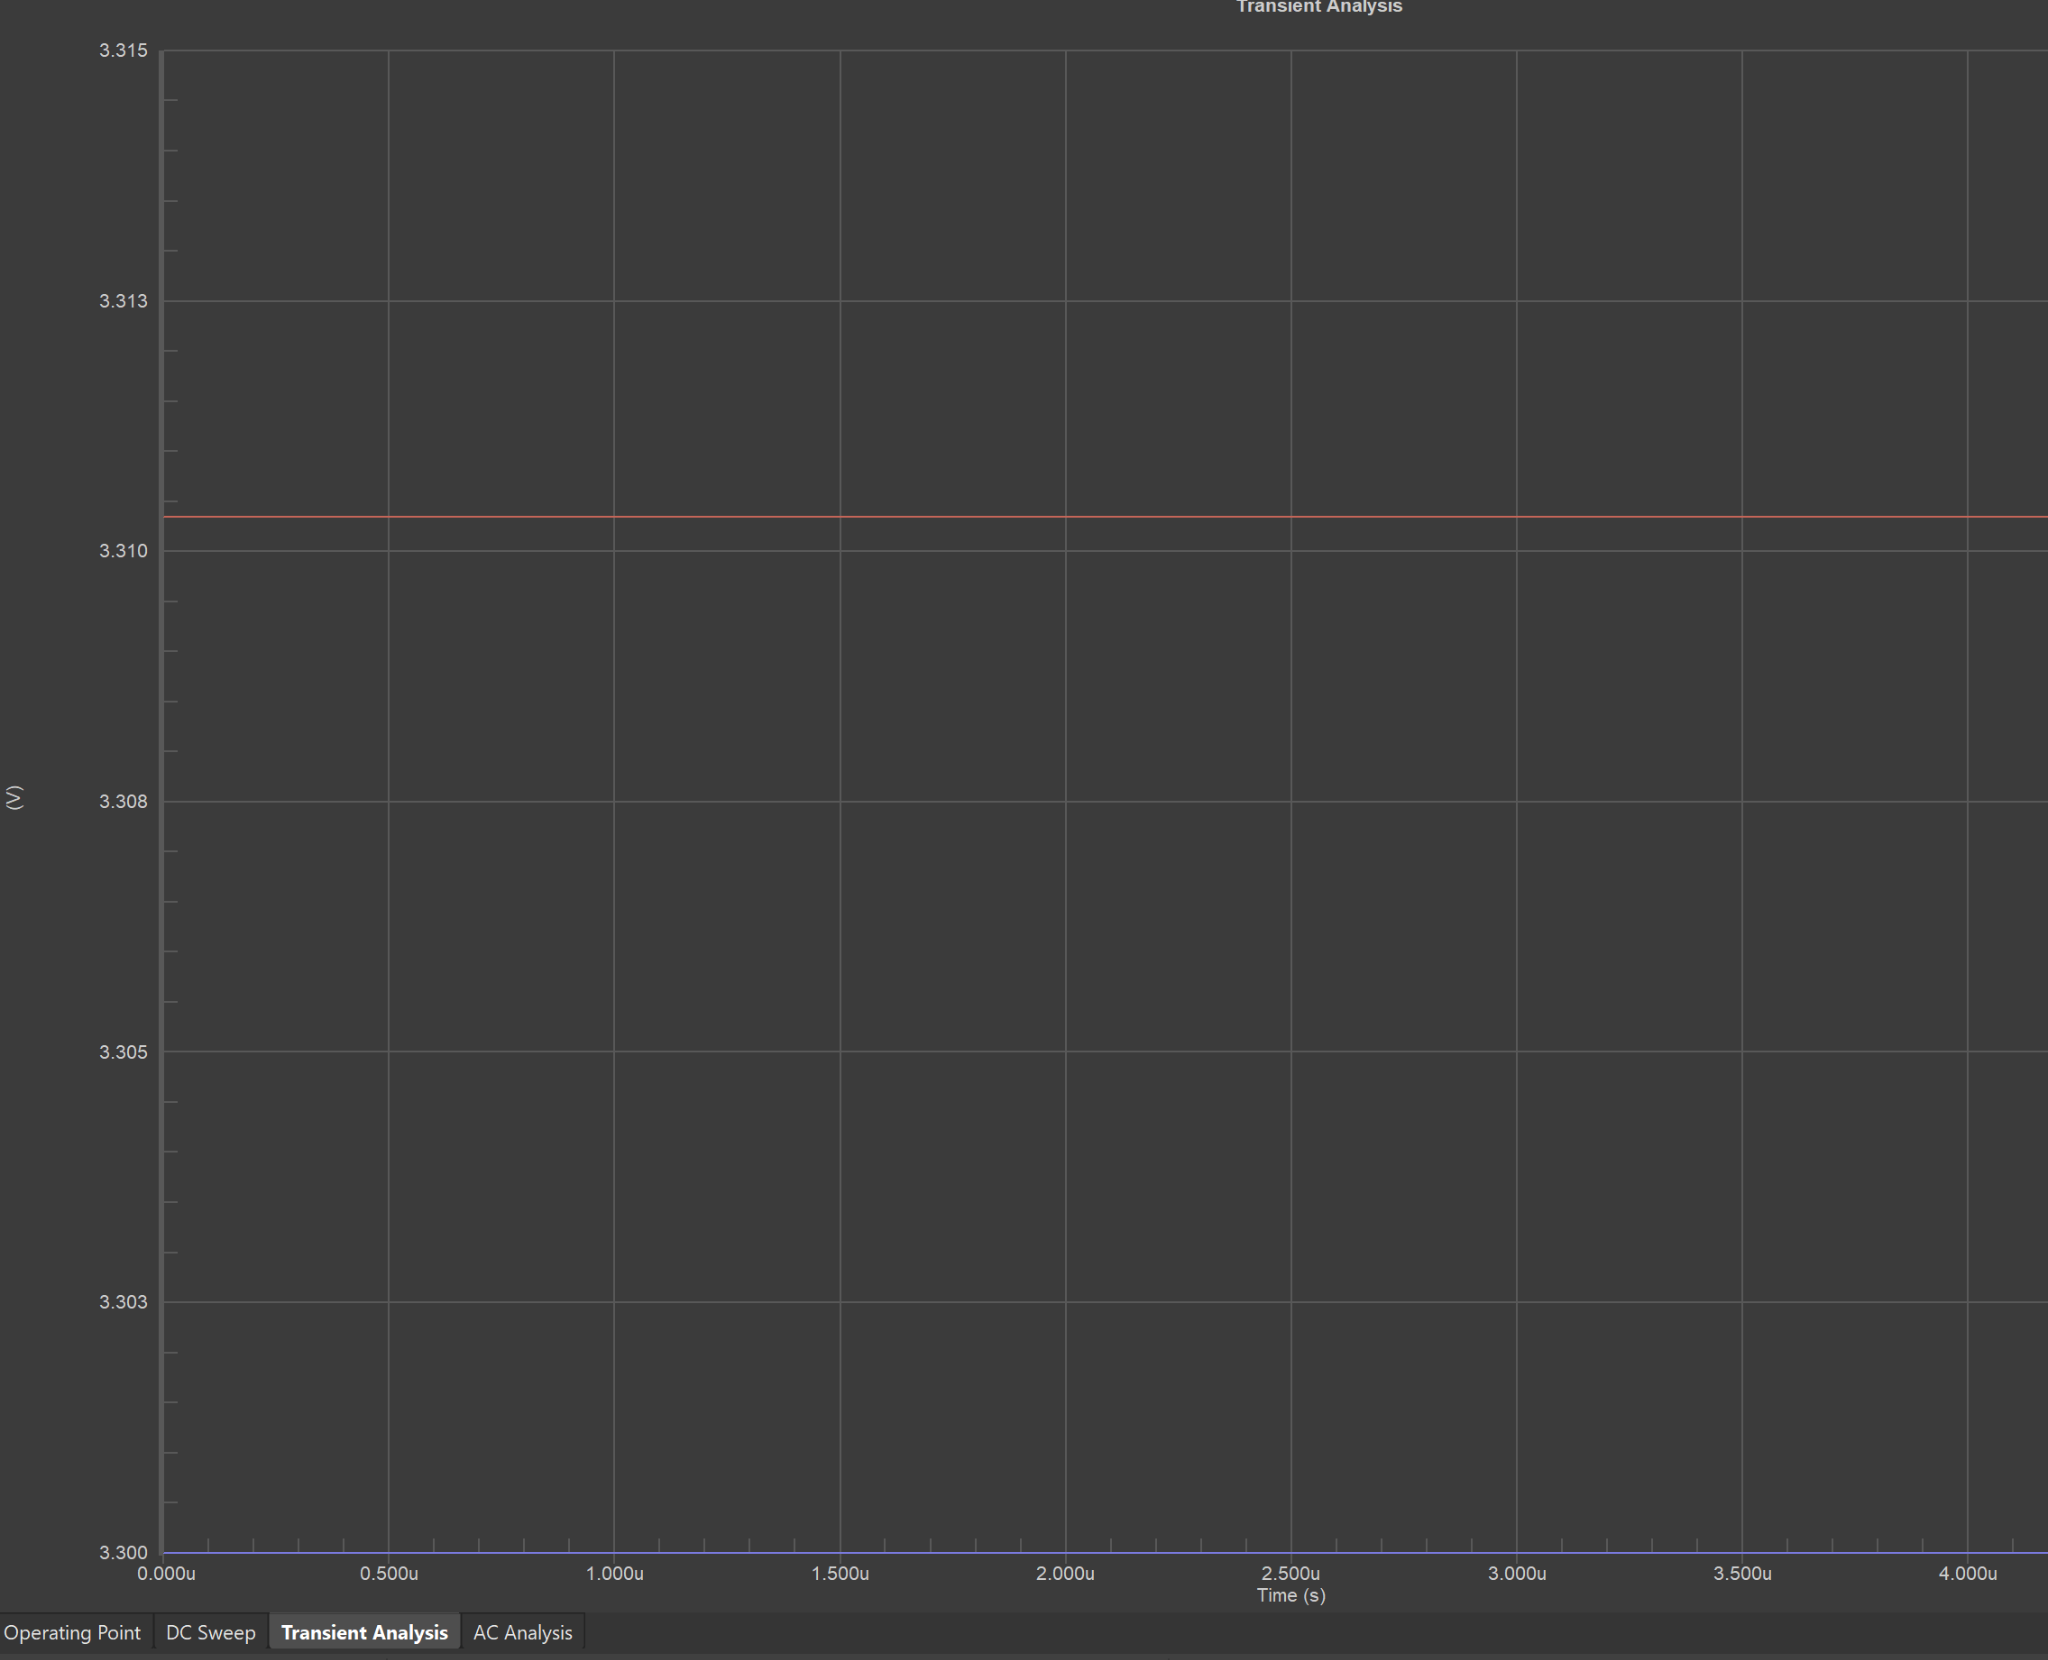 Transient Analysis
3.315
3.313
3.310
3.308
(V)
3.305
3.303
3.300
0.000u 0.500u 1.000u 1.500u 2.000u 2.500u 3.000u 3.500u 4.000u
Time (s)
Operating Point DC Sweep Transient Analysis AC Analysis